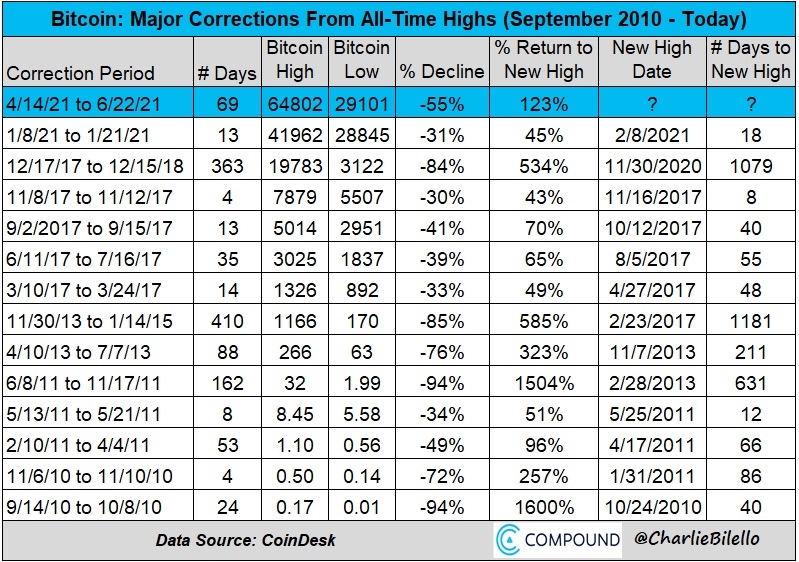 Bitcoin: Major Corrections From All-Time Highs (September 2010 - Today)
Correction Period # Days Bitcoin High Bitcoin Low % Decline % Return to New High New High Date # Days to New High
4/14/21 to 6/22/21 69 64802 29101 -55% 123% ? ?
1/8/21 to 1/21/21 13 41962 28845 -31% 45% 2/8/2021 18
12/17/17 to 12/15/18 363 19783 3122 -84% 534% 11/30/2020 1079
11/8/17 to 11/12/17 4 7879 5507 -30% 43% 11/16/2017 8
9/2/2017 to 9/15/17 13 5014 2951 -41% 70% 10/12/2017 40
6/11/17 to 7/16/17 35 3025 1837 -39% 65% 8/5/2017 55
3/10/17 to 3/24/17 14 1326 892 -33% 49% 4/27/2017 48
11/30/13 to 1/14/15 410 1166 170 -85% 585% 2/23/2017 1181
4/10/13 to 7/7/13 88 266 63 -76% 323% 11/7/2013 211
6/8/11 to 11/17/11 162 32 1.99 -94% 1504% 2/28/2013 631
5/13/11 to 5/21/11 8 8.45 5.58 -34% 51% 5/25/2011 12
2/10/11 to 4/4/11 53 1.10 0.56 -49% 96% 4/17/2011 66
11/6/10 to 11/10/10 4 0.50 0.14 -72% 257% 1/31/2011 86
9/14/10 to 10/8/10 24 0.17 0.01 -94% 1600% 10/24/2010 40
Data Source: CoinDesk COMPOUND @CharlieBilello